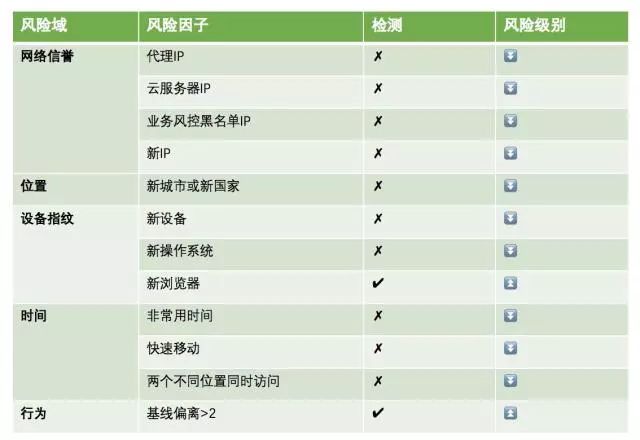 风险域 风险因子 检测 风险级别
网络信誉 代理IP ✗ ⏬
云服务器IP ✗ ⏬
业务风控黑名单IP ✗ ⏬
新IP ✗ ⏬
位置 新城市或新国家 ✗ ⏬
设备指纹 新设备 ✗ ⏬
新操作系统 ✗ ⏬
新浏览器 ✔ ⏫
时间 非常用时间 ✗ ⏬
快速移动 ✗ ⏬
两个不同位置同时访问 ✗ ⏬
行为 基线偏离>2 ✔ ⏫